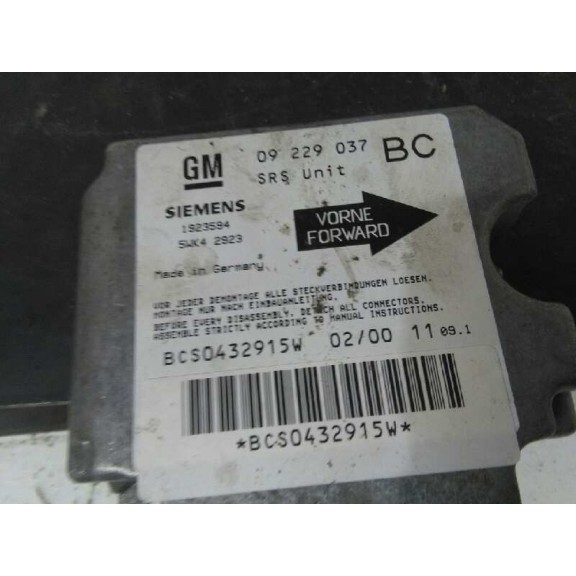 GM 09 229 037 BC
SRS Unit
SIEMENS
1923594
5WK4 2923
VORNE
FORWARD
Made in Germany
VOR JEDER DEMONTAGE ALLE STECKVERBINDUNGEN LOESEN.
MONTAGE NUR NACH EINBAUANLEITUNG.
BEFORE EVERY DISASSEMBLY, DETACH ALL CONNECTORS.
ASSEMBLE STRICTLY ACCORDING TO MANUAL INSTRUCTIONS.
BCS0432915W 02/00 11 09.1
*BCS0432915W*